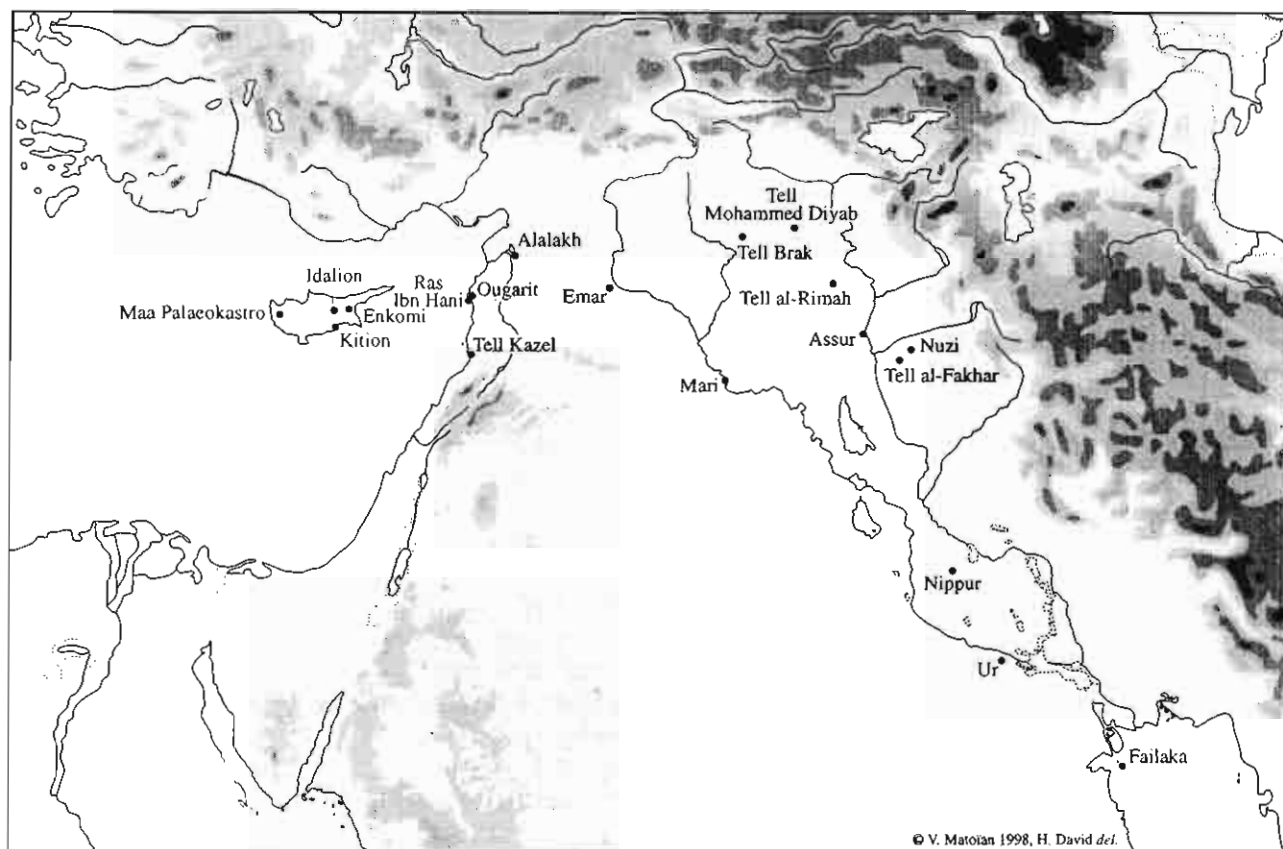 Tell
Mohammed Diyab
Tell Brak
Alalakh
Idalion
Ras
Ibn Hani
Ougarit
Emar
Tell al-Rimah
Maa Palaeokastro
Enkomi
Kition
Assur
Nuzi
Tell Kazel
Tell al-Fakhar
Mari
Nippur
Ur
Failaka
© V. Matoïan 1998, H. David del.